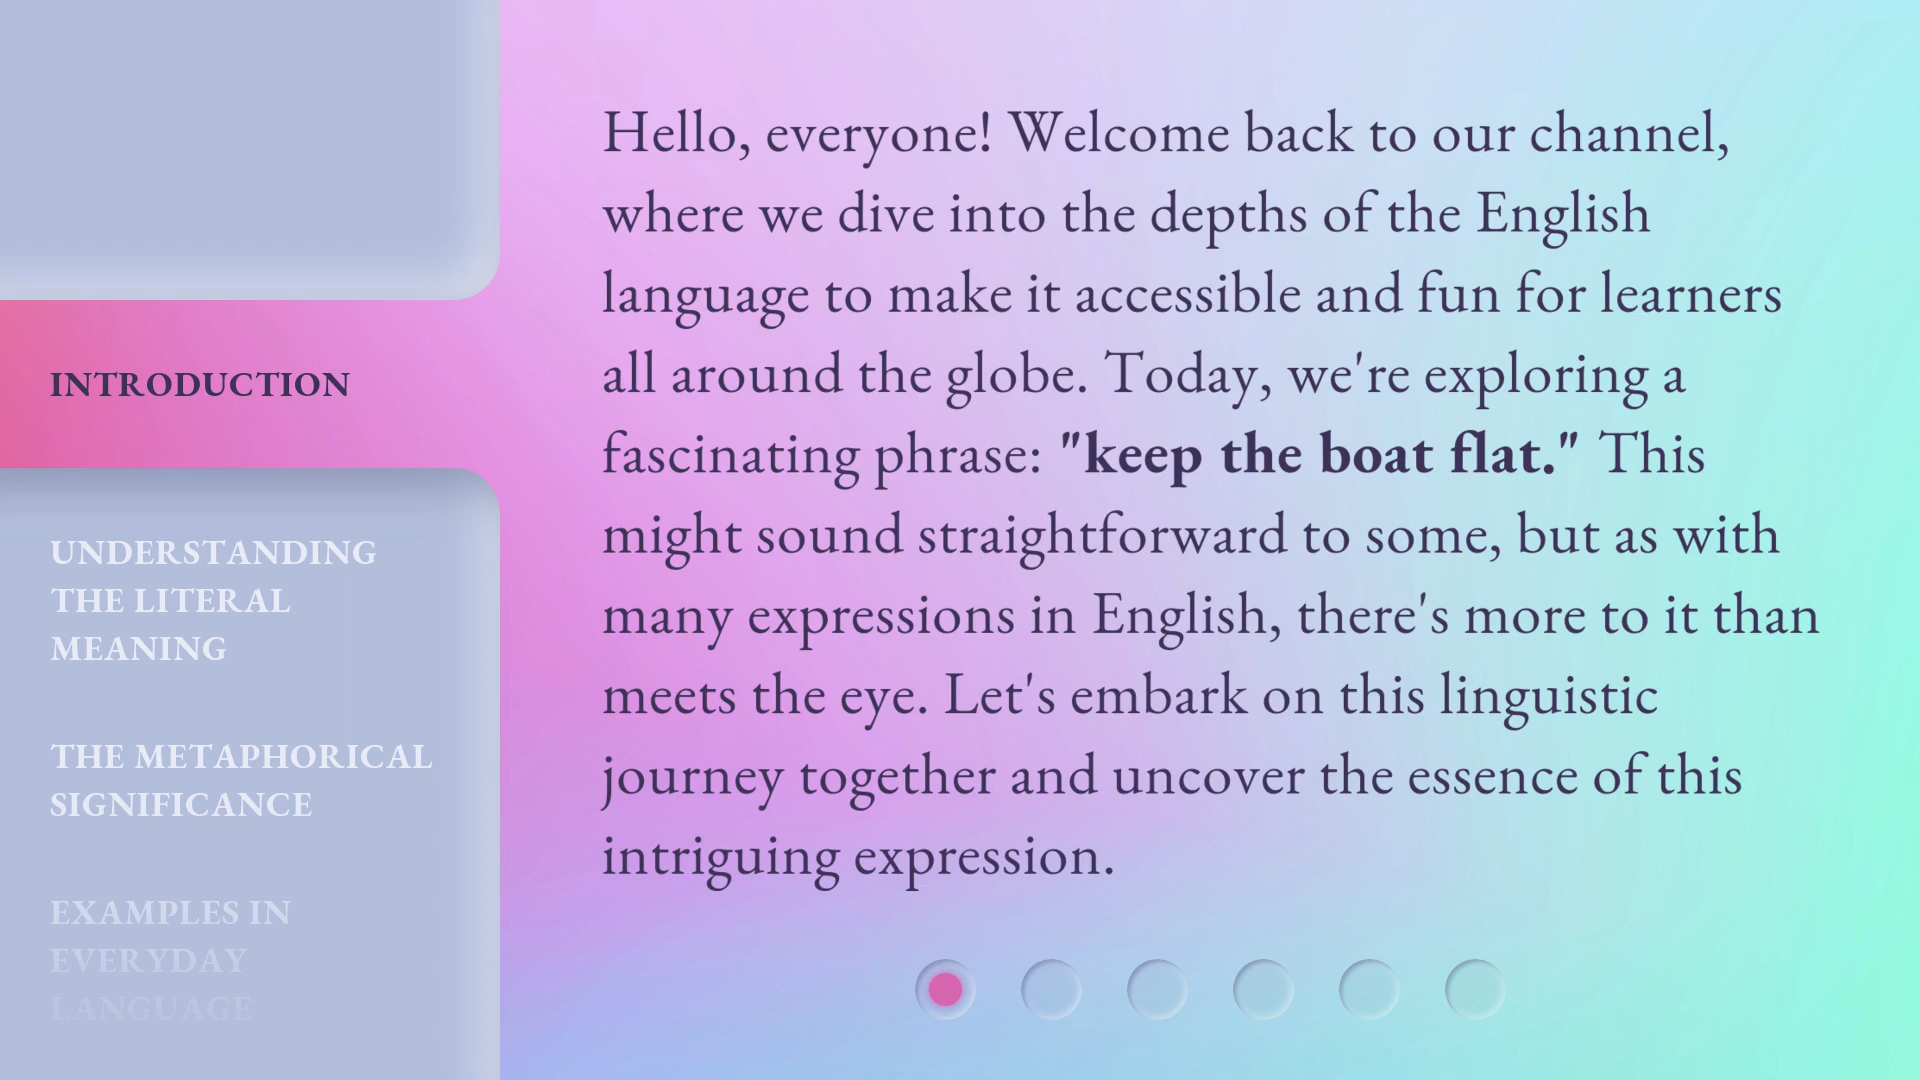 INTRODUCTION
UNDERSTANDING
THE LITERAL
MEANING
THE METAPHORICAL
SIGNIFICANCE
EXAMPLES IN
EVERYDAY
LANGUAGE
Hello, everyone! Welcome back to our channel,
where we dive into the depths of the English
language to make it accessible and fun for learners
all around the globe. Today, we're exploring a
fascinating phrase: "keep the boat flat." This
might sound straightforward to some, but as with
many expressions in English, there's more to it than
meets the eye. Let's embark on this linguistic
journey together and uncover the essence of this
intriguing expression.